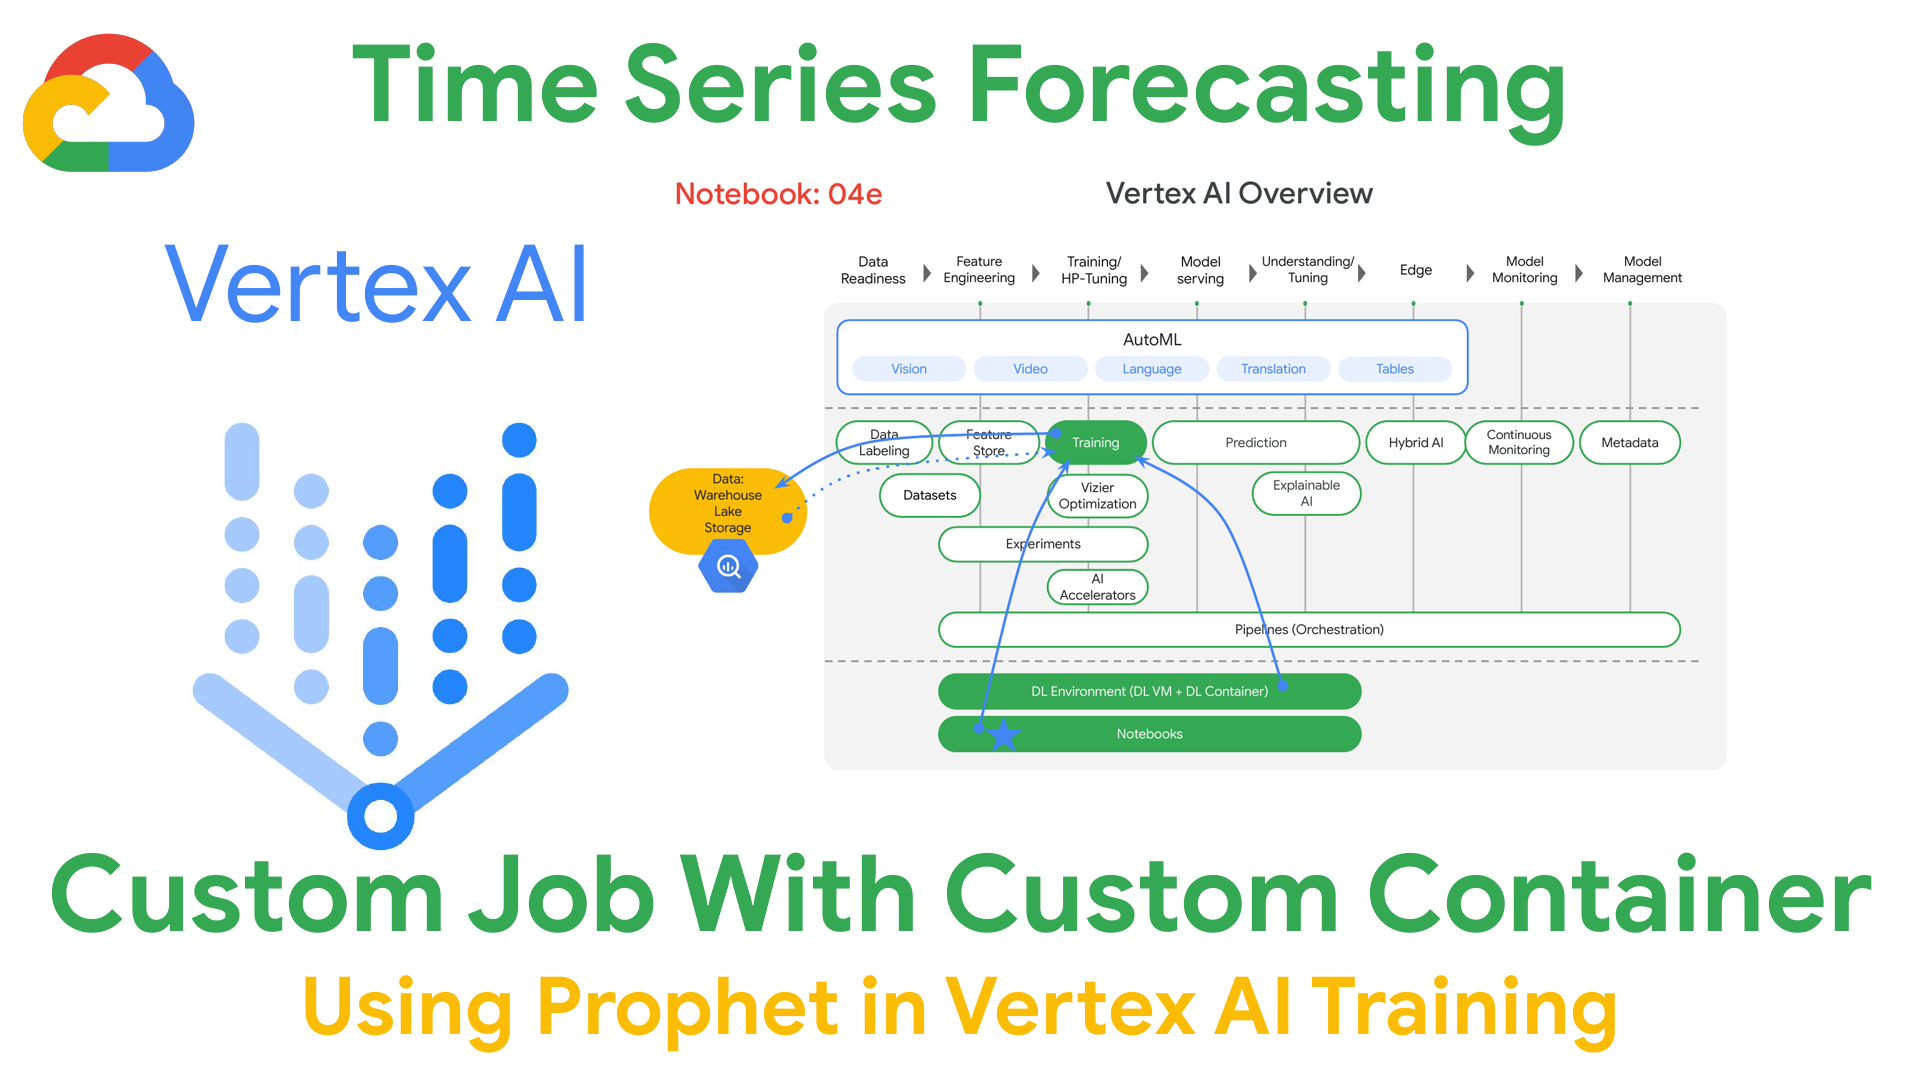 Time Series Forecasting
Notebook: 04e
Vertex AI Overview
Vertex AI
Data
Readiness
Feature
Engineering
Training/
HP-Tuning
Model
serving
Understanding/
Tuning
Edge
Model
Monitoring
Model
Management
AutoML
Vision
Video
Language
Translation
Tables
Data
Labeling
Feature
Store
Training
Prediction
Hybrid AI
Continuous
Monitoring
Metadata
Data:
Warehouse
Lake
Storage
Datasets
Vizier
Optimization
Explainable
AI
Experiments
AI
Accelerators
Pipelines (Orchestration)
DL Environment (DL VM + DL Container)
Notebooks
Custom Job With Custom Container
Using Prophet in Vertex AI Training